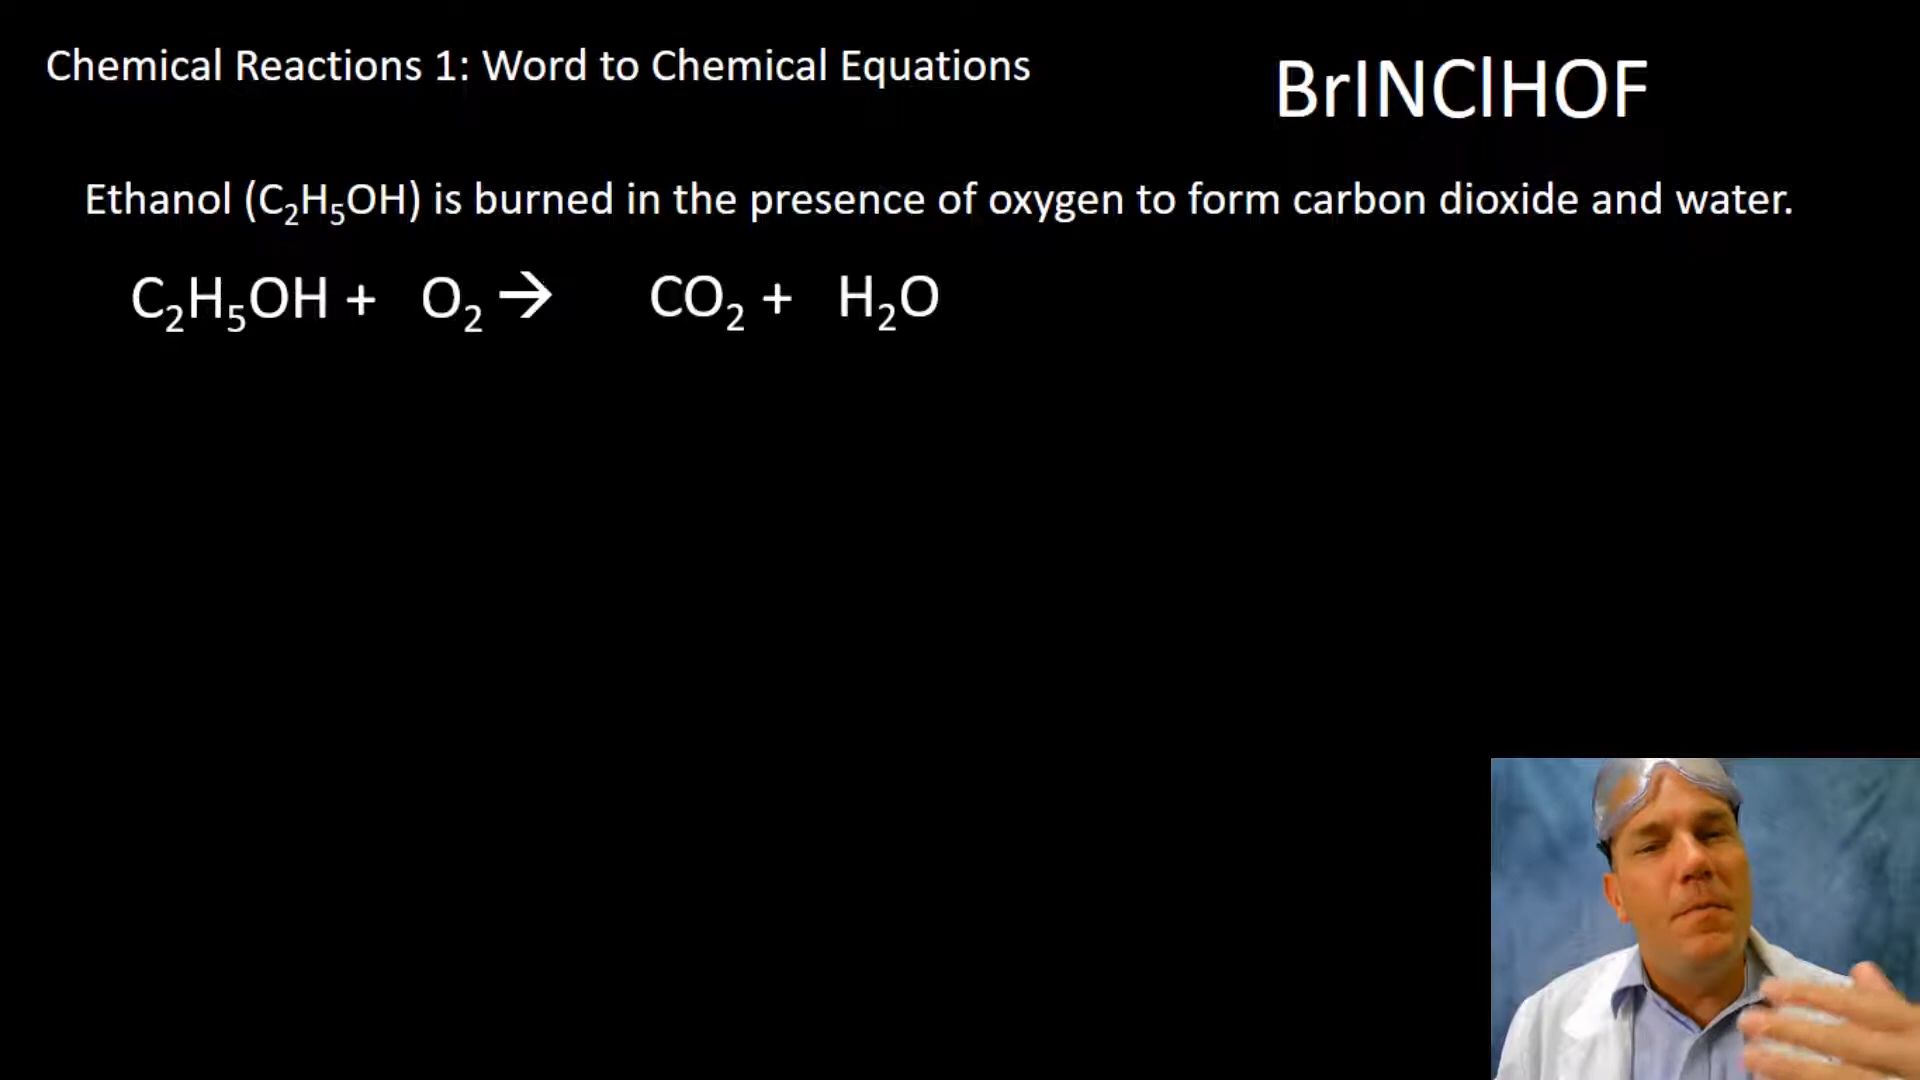 Chemical Reactions 1: Word to Chemical Equations
BrINClHOF
Ethanol (C₂H₅OH) is burned in the presence of oxygen to form carbon dioxide and water.
C₂H₅OH + O₂ → CO₂ + H₂O